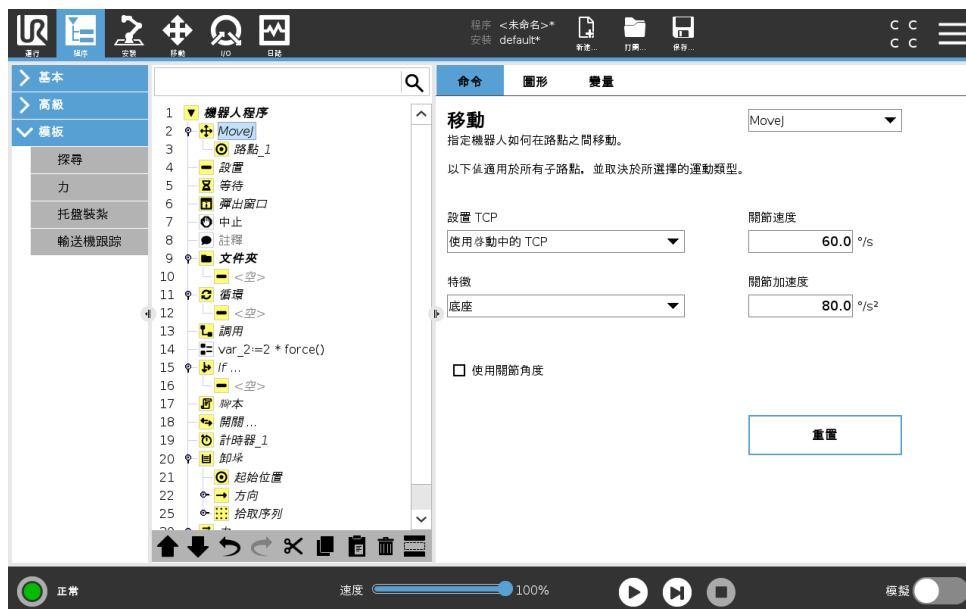 運行
程序
安裝
移動
I/O
日誌
程序 <未命名>*
安裝 default*
新建...
打開...
保存...
C C
C C
基本
高級
模板
探尋
力
托盤裝紮
輸送機跟踪
1 機器人程序
2 MoveJ
3 路點_1
4 設置
5 等待
6 彈出窗口
7 中止
8 註釋
9 文件夾
10 <空>
11 循環
12 <空>
13 調用
14 var_2:=2 * force()
15 If ...
16 <空>
17 腳本
18 開關 ...
19 計時器_1
20 卸垛
21 起始位置
22 方向
25 拾取序列
命令
圖形
變量
移動
指定機器人如何在路點之間移動。
MoveJ
以下值適用於所有子路點，並取決於所選擇的運動類型。
設置 TCP
使用啓動中的 TCP
關節速度
60.0 °/s
特徵
底座
關節加速度
80.0 °/s²
使用關節角度
重置
正常
速度
100%
模擬